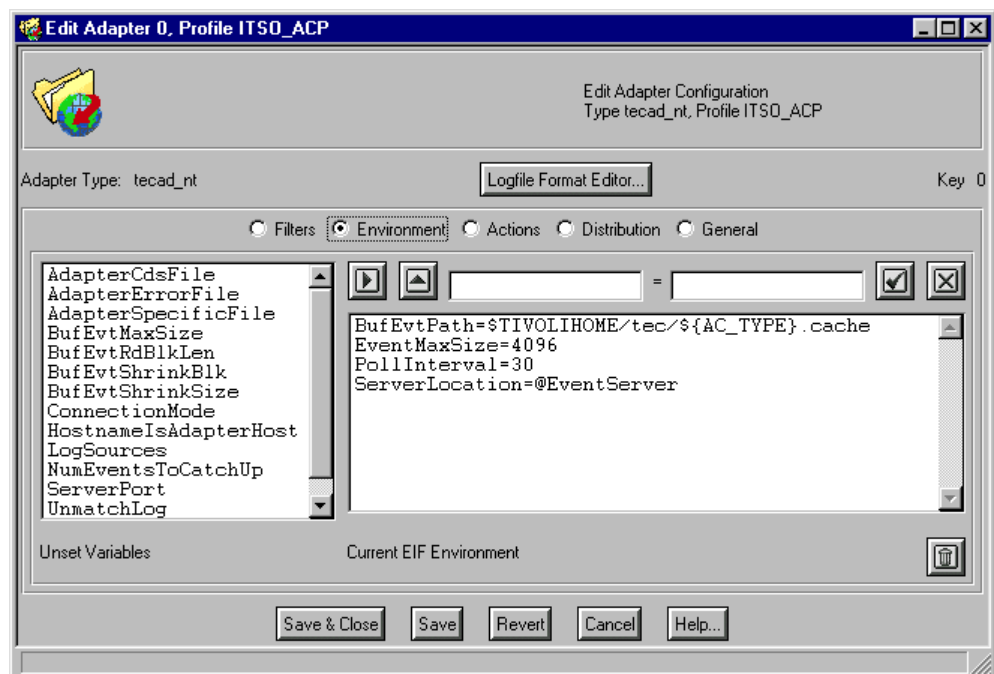 Edit Adapter 0, Profile ITSO_ACP
Edit Adapter Configuration
Type tecad_nt, Profile ITSO_ACP
Adapter Type: tecad_nt
Logfile Format Editor...
Key 0
Filters Environment Actions Distribution General
AdapterCdsFile
AdapterErrorFile
AdapterSpecificFile
BufEvtMaxSize
BufEvtRdBlkLen
BufEvtShrinkBlk
BufEvtShrinkSize
ConnectionMode
HostnameIsAdapterHost
LogSources
NumEventsToCatchUp
ServerPort
UnmatchLog
=
BufEvtPath=$TIVOLIHOME/tec/${AC_TYPE}.cache
EventMaxSize=4096
PollInterval=30
ServerLocation=@EventServer
Unset Variables
Current EIF Environment
Save & Close Save Revert Cancel Help...